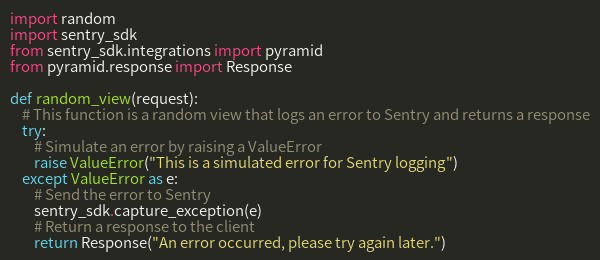 import random
import sentry_sdk
from sentry_sdk.integrations import pyramid
from pyramid.response import Response

def random_view(request):
    # This function is a random view that logs an error to Sentry and returns a response
    try:
        # Simulate an error by raising a ValueError
        raise ValueError("This is a simulated error for Sentry logging")
    except ValueError as e:
        # Send the error to Sentry
        sentry_sdk.capture_exception(e)
        # Return a response to the client
        return Response("An error occurred, please try again later.")